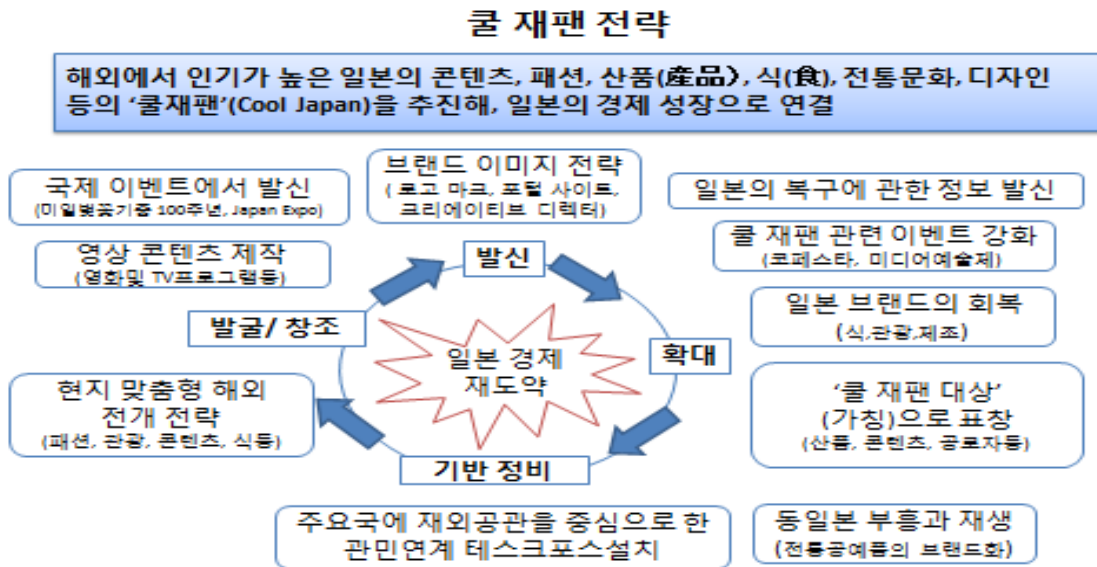 쿨 재팬 전략
해외에서 인기가 높은 일본의 콘텐츠, 패션, 산품(産品), 식(食), 전통문화, 디자인
등의 ‘쿨재팬’(Cool Japan)을 추진해, 일본의 경제 성장으로 연결
국제 이벤트에서 발신
(미일벚꽃기증 100주년, Japan Expo)
브랜드 이미지 전략
( 로고 마크, 포털 사이트,
크리에이티브 디렉터)
일본의 복구에 관한 정보 발신
영상 콘텐츠 제작
(영화및 TV프로그램등)
쿨 재팬 관련 이벤트 강화
(코페스타, 미디어예술제)
발신
일본 브랜드의 회복
(식,관광,제조)
발굴/ 창조
확대
일본 경제
재도약
현지 맞춤형 해외
전개 전략
(패션, 관광, 콘텐츠, 식등)
‘쿨 재팬 대상’
(가칭)으로 표창
(산품, 콘텐츠, 공로자등)
기반 정비
주요국에 재외공관을 중심으로 한
관민연계 테스크포스설치
동일본 부흥과 재생
(전통공예품의 브랜드화)